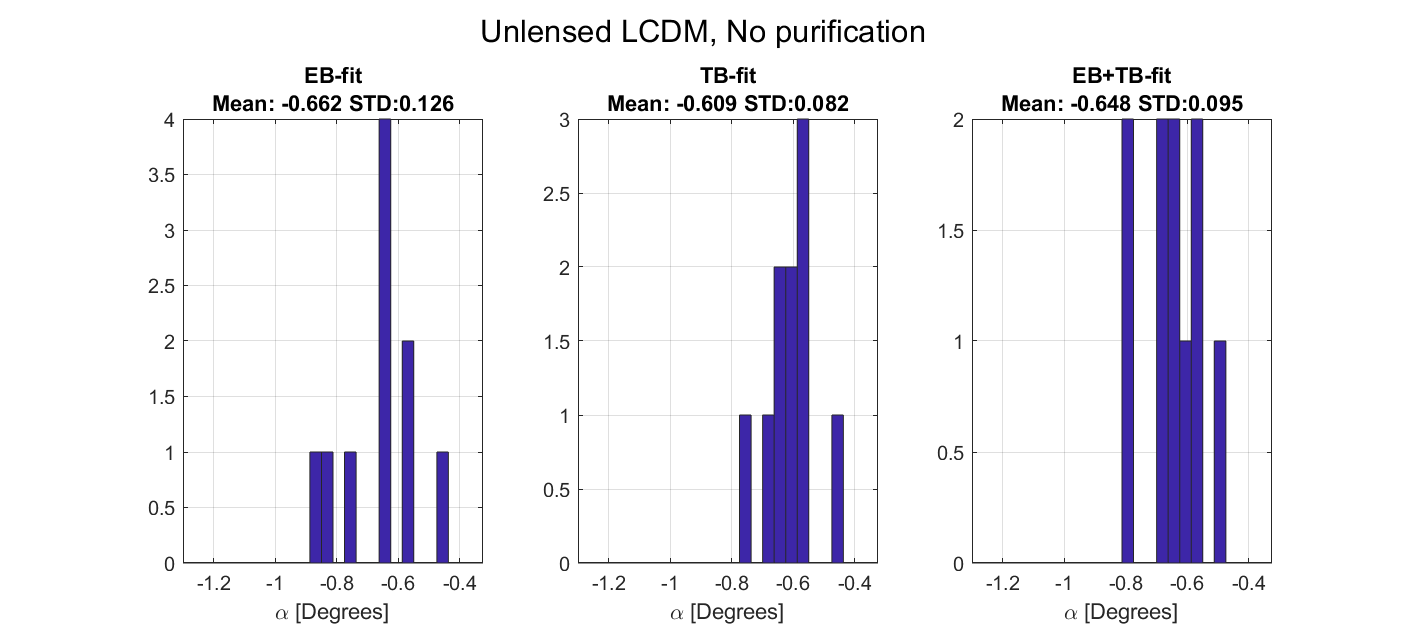 Unlensed LCDM, No purification
EB-fit
Mean: -0.662 STD:0.126
4
3.5
3
2.5
2
1.5
1
0.5
0
-1.2 -1 -0.8 -0.6 -0.4
α [Degrees]
TB-fit
Mean: -0.609 STD:0.082
3
2.5
2
1.5
1
0.5
0
-1.2 -1 -0.8 -0.6 -0.4
α [Degrees]
EB+TB-fit
Mean: -0.648 STD:0.095
2
1.5
1
0.5
0
-1.2 -1 -0.8 -0.6 -0.4
α [Degrees]